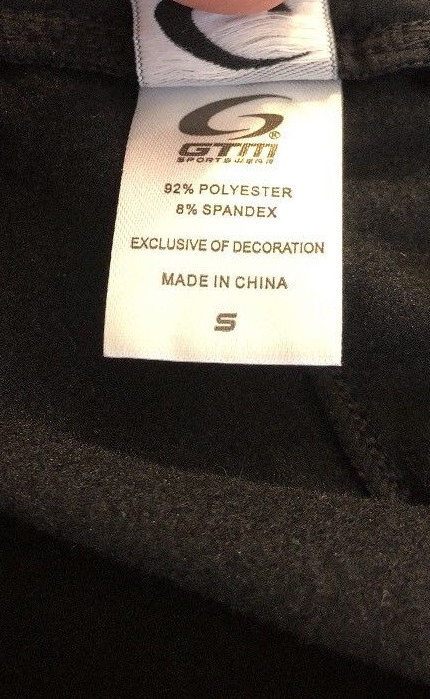 GTM®
SPORTSWEAR
92% POLYESTER
8% SPANDEX
EXCLUSIVE OF DECORATION
MADE IN CHINA
S